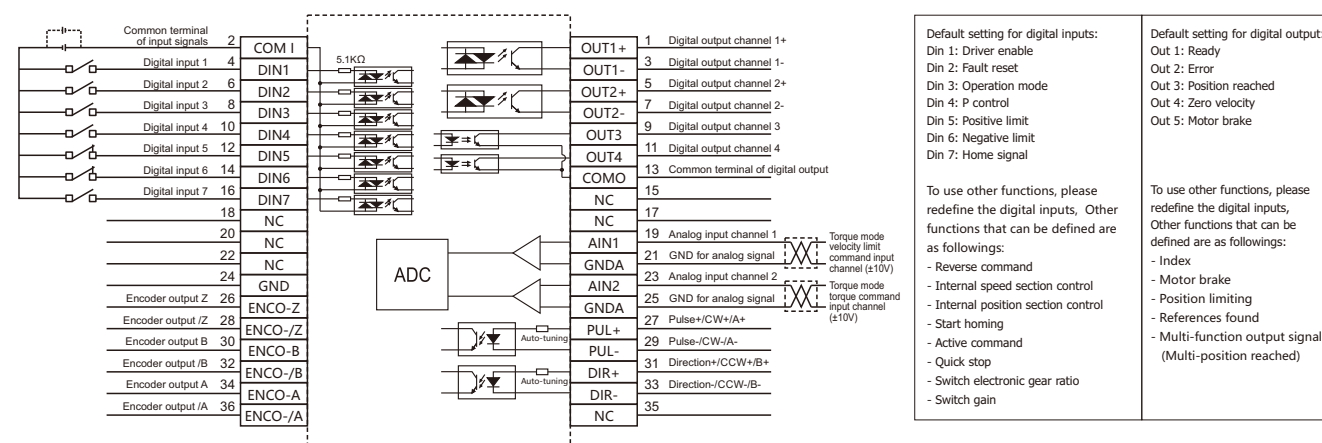 Common terminal
of input signals 2 COM I
Digital input 1 4 DIN1
Digital input 2 6 DIN2
Digital input 3 8 DIN3
Digital input 4 10 DIN4
Digital input 5 12 DIN5
Digital input 6 14 DIN6
Digital input 7 16 DIN7
18 NC
20 NC
22 NC
24 GND
Encoder output Z 26 ENCO-Z
Encoder output /Z 28 ENCO-/Z
Encoder output B 30 ENCO-B
Encoder output /B 32 ENCO-/B
Encoder output A 34 ENCO-A
Encoder output /A 36 ENCO-/A
5.1KΩ
ADC
Auto-tuning
Auto-tuning
OUT1+ 1 Digital output channel 1+
OUT1- 3 Digital output channel 1-
OUT2+ 5 Digital output channel 2+
OUT2- 7 Digital output channel 2-
OUT3 9 Digital output channel 3
OUT4 11 Digital output channel 4
COMO 13 Common terminal of digital output
NC 15
NC 17
AIN1 19 Analog input channel 1
GNDA 21 GND for analog signal
AIN2 23 Analog input channel 2
GNDA 25 GND for analog signal
PUL+ 27 Pulse+/CW+/A+
PUL- 29 Pulse-/CW-/A-
DIR+ 31 Direction+/CCW+/B+
DIR- 33 Direction-/CCW-/B-
NC 35
Torque mode
velocity limit
command input
channel (±10V)
Torque mode
torque command
input channel
(±10V)
Default setting for digital inputs:
Din 1: Driver enable
Din 2: Fault reset
Din 3: Operation mode
Din 4: P control
Din 5: Positive limit
Din 6: Negative limit
Din 7: Home signal
To use other functions, please
redefine the digital inputs, Other
functions that can be defined are
as followings:
- Reverse command
- Internal speed section control
- Internal position section control
- Start homing
- Active command
- Quick stop
- Switch electronic gear ratio
- Switch gain
Default setting for digital output:
Out 1: Ready
Out 2: Error
Out 3: Position reached
Out 4: Zero velocity
Out 5: Motor brake
To use other functions, please
redefine the digital inputs,
Other functions that can be
defined are as followings:
- Index
- Motor brake
- Position limiting
- References found
- Multi-function output signal
(Multi-position reached)